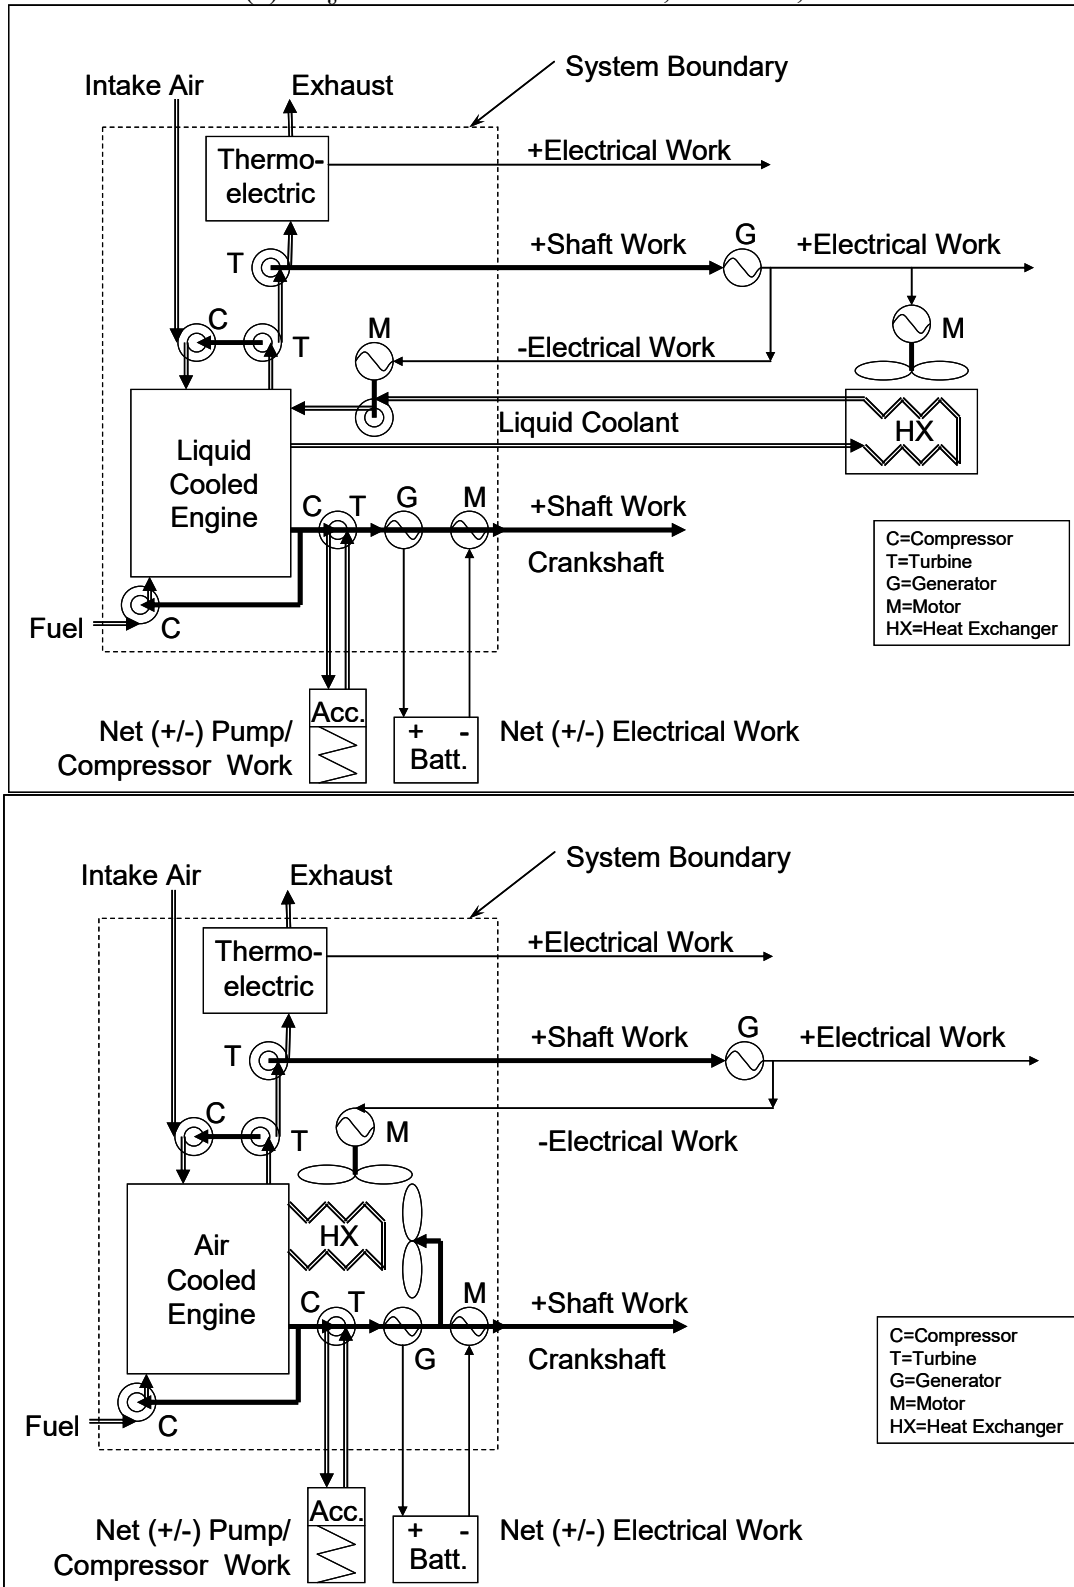 System Boundary
Intake Air
Exhaust
Thermo-
electric
+Electrical Work
T
+Shaft Work
G
+Electrical Work
C
T
M
M
-Electrical Work
Liquid Coolant
HX
Liquid
Cooled
Engine
C
T
G
M
+Shaft Work
Crankshaft
C=Compressor
T=Turbine
G=Generator
M=Motor
HX=Heat Exchanger
Fuel
C
Net (+/-) Pump/
Compressor Work
Acc.
+ -
Batt.
Net (+/-) Electrical Work
System Boundary
Intake Air
Exhaust
Thermo-
electric
+Electrical Work
T
+Shaft Work
G
+Electrical Work
C
T
M
-Electrical Work
HX
Air
Cooled
Engine
C
T
G
M
+Shaft Work
Crankshaft
C=Compressor
T=Turbine
G=Generator
M=Motor
HX=Heat Exchanger
Fuel
C
Net (+/-) Pump/
Compressor Work
Acc.
+ -
Batt.
Net (+/-) Electrical Work